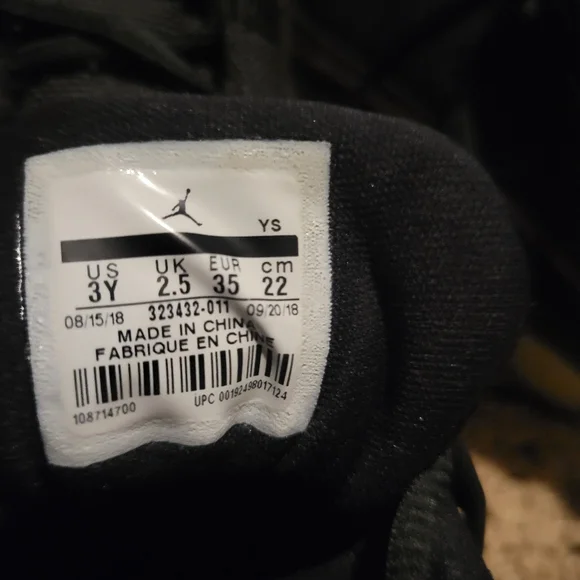 YS
US UK EUR cm
3Y 2.5 35 22
08/15/18 323432-011 09/20/18
MADE IN CHINA
FABRIQUE EN CHINE
108714700 UPC 00192498017124